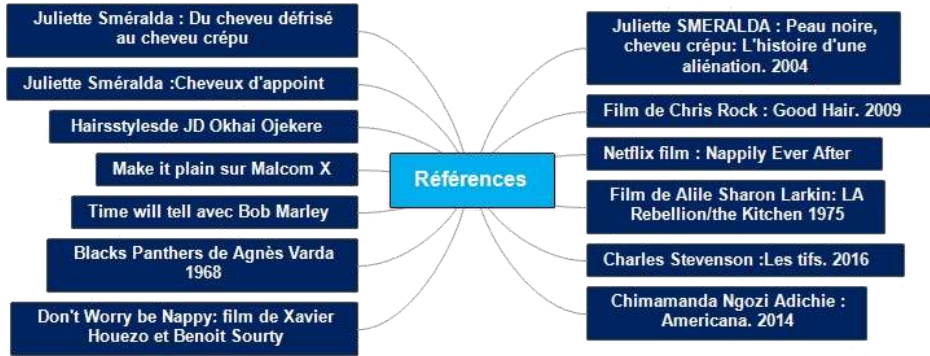 Juliette Sméralda : Du cheveu défrisé
au cheveu crépu
Juliette Sméralda :Cheveux d'appoint
Hairsstylesde JD Okhai Ojekere
Make it plain sur Malcom X
Time will tell avec Bob Marley
Blacks Panthers de Agnès Varda
1968
Don't Worry be Nappy: film de Xavier
Houezo et Benoit Sourty
Références
Juliette SMERALDA : Peau noire,
cheveu crépu: L'histoire d'une
aliénation. 2004
Film de Chris Rock : Good Hair. 2009
Netflix film : Nappily Ever After
Film de Alile Sharon Larkin: LA
Rebellion/the Kitchen 1975
Charles Stevenson :Les tifs. 2016
Chimamanda Ngozi Adichie :
Americana. 2014